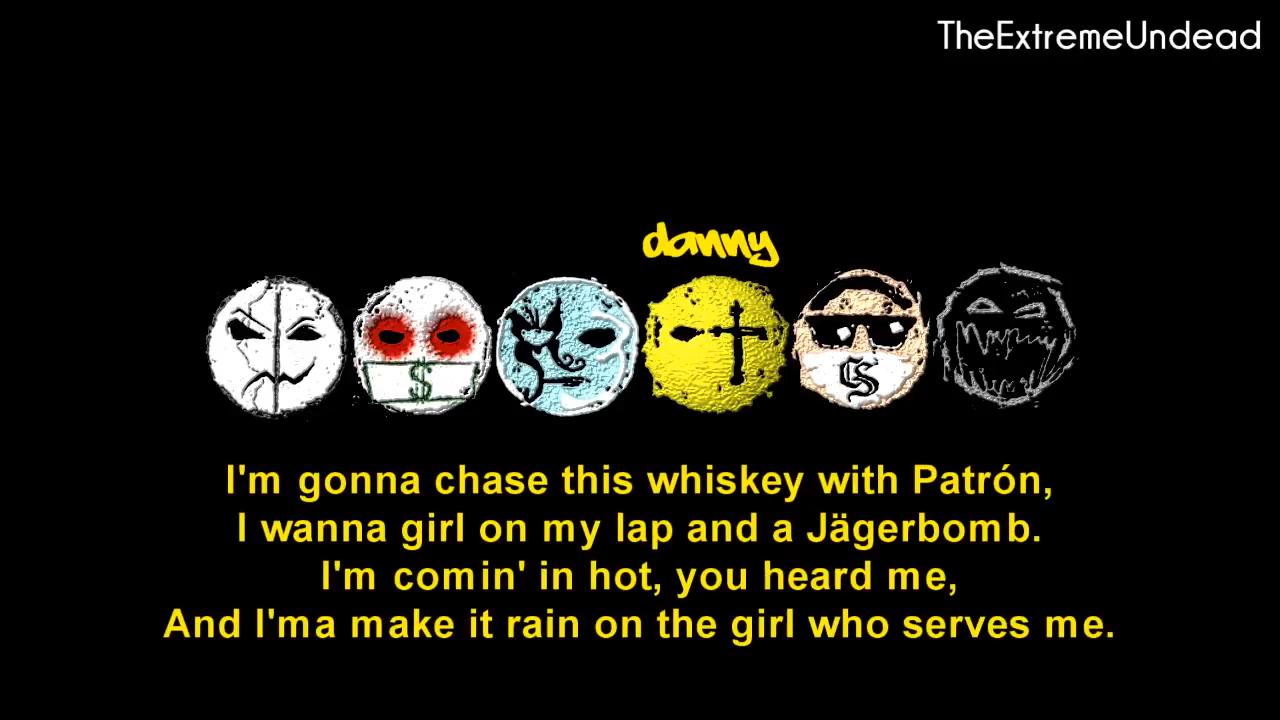 TheExtremeUndead
danny
$
S
I'm gonna chase this whiskey with Patrón,
I wanna girl on my lap and a Jägerbomb.
I'm comin' in hot, you heard me,
And I'ma make it rain on the girl who serves me.